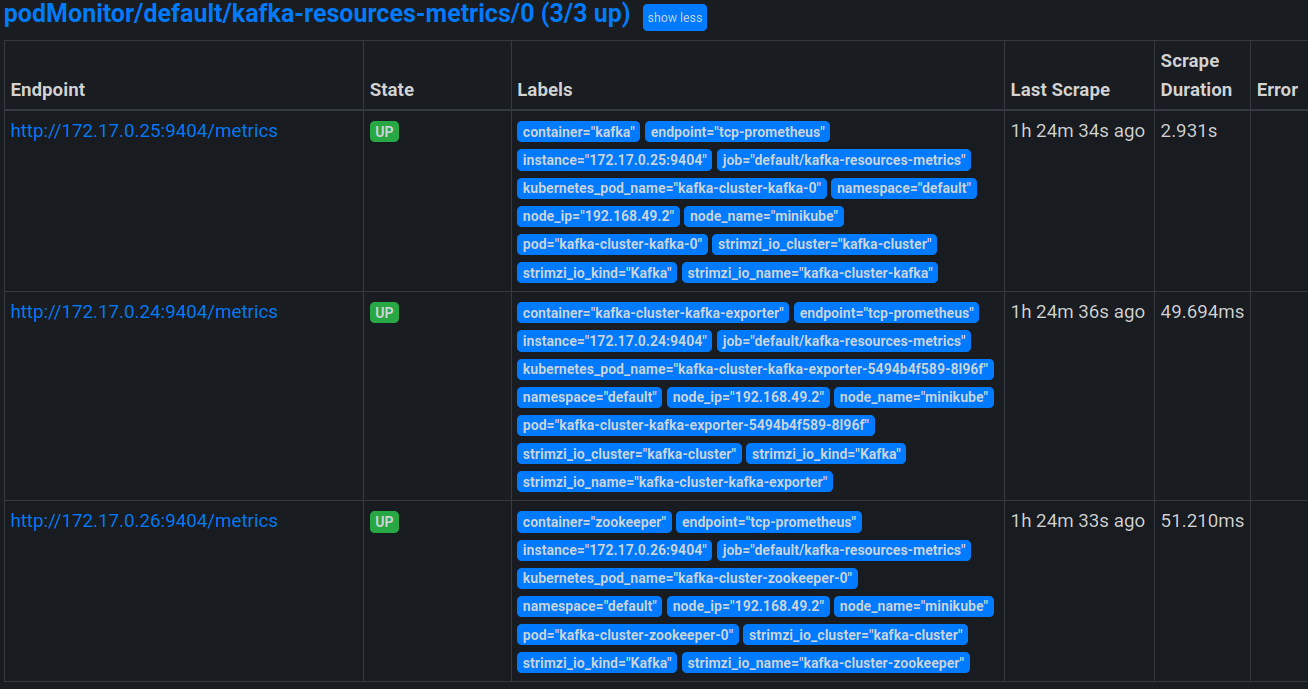 podMonitor/default/kafka-resources-metrics/0 (3/3 up) show less
Endpoint State Labels Last Scrape Scrape Duration Error
http://172.17.0.25:9404/metrics UP container="kafka" endpoint="tcp-prometheus" 1h 24m 34s ago 2.931s
instance="172.17.0.25:9404" job="default/kafka-resources-metrics"
kubernetes_pod_name="kafka-cluster-kafka-0" namespace="default"
node_ip="192.168.49.2" node_name="minikube"
pod="kafka-cluster-kafka-0" strimzi_io_cluster="kafka-cluster"
strimzi_io_kind="Kafka" strimzi_io_name="kafka-cluster-kafka"
http://172.17.0.24:9404/metrics UP container="kafka-cluster-kafka-exporter" endpoint="tcp-prometheus" 1h 24m 36s ago 49.694ms
instance="172.17.0.24:9404" job="default/kafka-resources-metrics"
kubernetes_pod_name="kafka-cluster-kafka-exporter-5494b4f589-8l96f"
namespace="default" node_ip="192.168.49.2" node_name="minikube"
pod="kafka-cluster-kafka-exporter-5494b4f589-8l96f"
strimzi_io_cluster="kafka-cluster" strimzi_io_kind="Kafka"
strimzi_io_name="kafka-cluster-kafka-exporter"
http://172.17.0.26:9404/metrics UP container="zookeeper" endpoint="tcp-prometheus" 1h 24m 33s ago 51.210ms
instance="172.17.0.26:9404" job="default/kafka-resources-metrics"
kubernetes_pod_name="kafka-cluster-zookeeper-0"
namespace="default" node_ip="192.168.49.2" node_name="minikube"
pod="kafka-cluster-zookeeper-0" strimzi_io_cluster="kafka-cluster"
strimzi_io_kind="Kafka" strimzi_io_name="kafka-cluster-zookeeper"